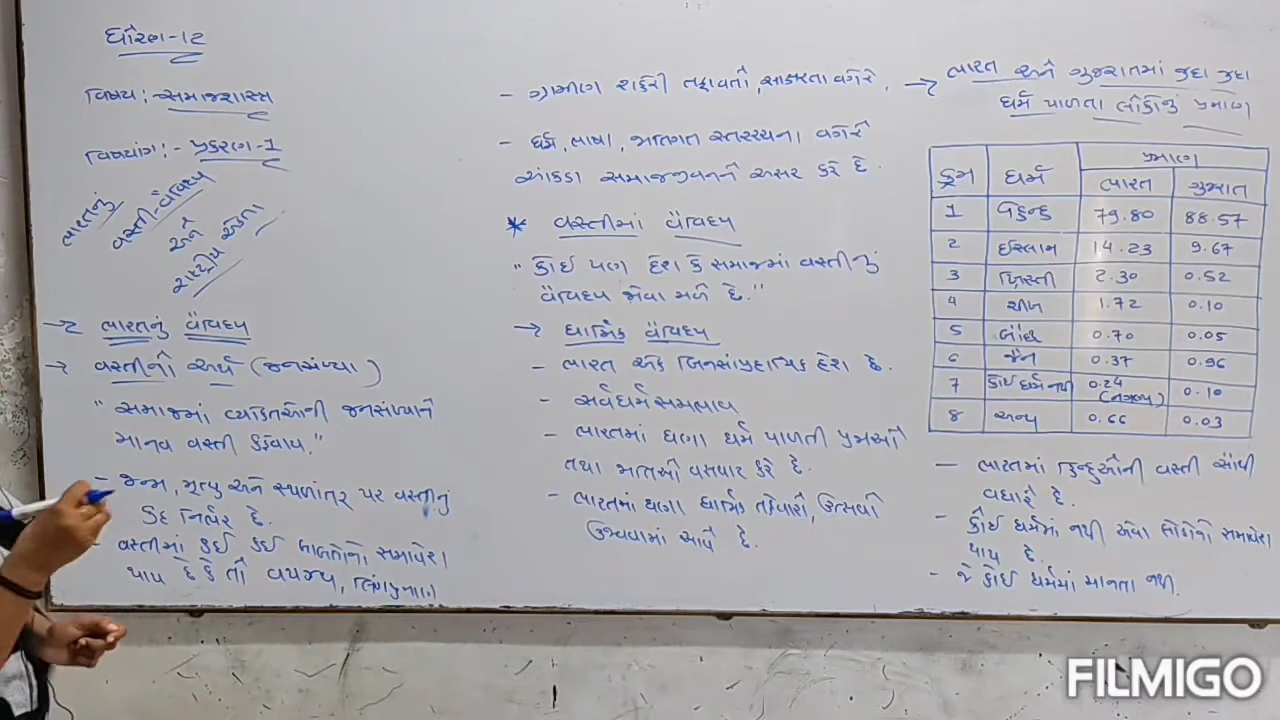 ધોરણ-12
વિષય: સમાજશાસ્ત્ર
વિષયાંગ:- પ્રકરણ-1
ભારતનું
વસ્તી-વૈવિધ્ય
અને
રાષ્ટ્રીય એકતા
→ ભારતનું વૈવિધ્ય
→ વસ્તીનો અર્થ (જનસંખ્યા)
"સમાજમાં વ્યક્તિઓની જનસંખ્યાને
માનવ વસ્તી કહેવાય."
- જન્મ, મૃત્યુ અને સ્થળાંતર પર વસ્તીનું
કદ નિર્ભર છે.
- વસ્તીમાં કઈ કઈ બાબતોનો સમાવેશ
થાય છે કે તો વયજૂથ, લિંગપ્રમાણ
- ગ્રામીણ શહેરી તફાવતો, સાક્ષરતા વગેરે.
- ધર્મ, ભાષા, જાતિગત સ્તરરચના વગેરે
આંકડા સમાજજીવનને અસર કરે છે.
* વસ્તીમાં વૈવિધ્ય
"કોઈ પણ દેશ કે સમાજમાં વસ્તીનું
વૈવિધ્ય જોવા મળે છે."
→ ધાર્મિક વૈવિધ્ય
- ભારત એક બિનસાંપ્રદાયિક દેશ છે.
- સર્વધર્મ સમભાવ
- ભારતમાં ઘણા ધર્મ પાળતી પ્રજાઓ
તથા જાતિઓ વસવાટ કરે છે.
- ભારતમાં ઘણા ધાર્મિક તહેવારો, ઉત્સવો
ઉજવવામાં આવે છે.
→ ભારત અને ગુજરાતમાં જુદા જુદા
ધર્મ પાળતા લોકોનું પ્રમાણ
ક્રમ ધર્મ પ્રમાણ
ભારત ગુજરાત
1 હિન્દુ 79.80 88.57
2 ઈસ્લામ 14.23 9.67
3 ખ્રિસ્તી 2.30 0.52
4 શીખ 1.72 0.10
5 બૌદ્ધ 0.70 0.05
6 જૈન 0.37 0.96
7 કોઈ ધર્મ નથી 0.24 (નગણ્ય) 0.10
8 અન્ય 0.66 0.03
- ભારતમાં હિન્દુઓની વસ્તી સૌથી
વધારે છે.
- કોઈ ધર્મમાં નથી એવા લોકોનો સમાવેશ
થાય છે.
- જે કોઈ ધર્મમાં માનતા નથી.
FILMIGO